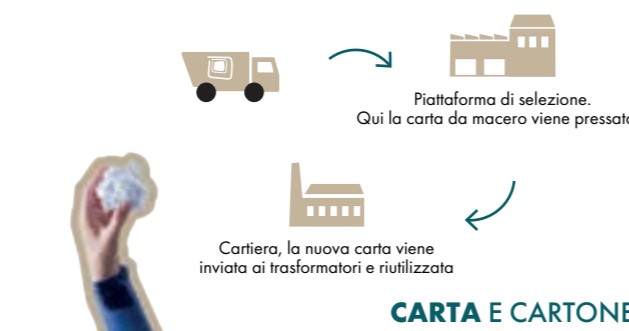 Piattaforma di selezione.
Qui la carta da macero viene pressata
Cartiera, la nuova carta viene
inviata ai trasformatori e riutilizzata
CARTA E CARTONE